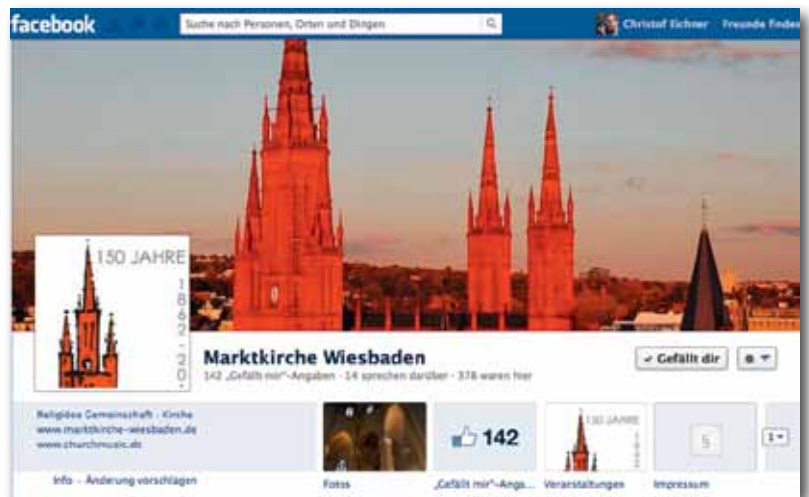 facebook Suche nach Personen, Orten und Dingen Christof Eichner Freunde finden
150 JAHRE
1
8
6
2
-
2
0
Marktkirche Wiesbaden
✓ Gefällt dir
142 „Gefällt mir“-Angaben · 14 sprechen darüber · 378 waren hier
Religiöse Gemeinschaft · Kirche
www.marktkirche-wiesbaden.de
www.churchmusic.de
Info – Änderung vorschlagen
Fotos
142
„Gefällt mir“-Anga...
150 JAHRE
Veranstaltungen
5
Impressum
1